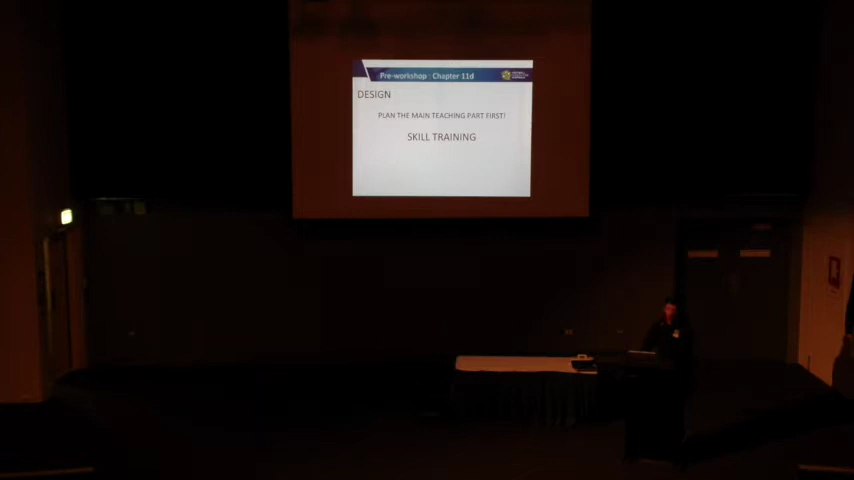 Pre-workshop : Chapter 11d
DESIGN
PLAN THE MAIN TEACHING PART FIRST!
SKILL TRAINING